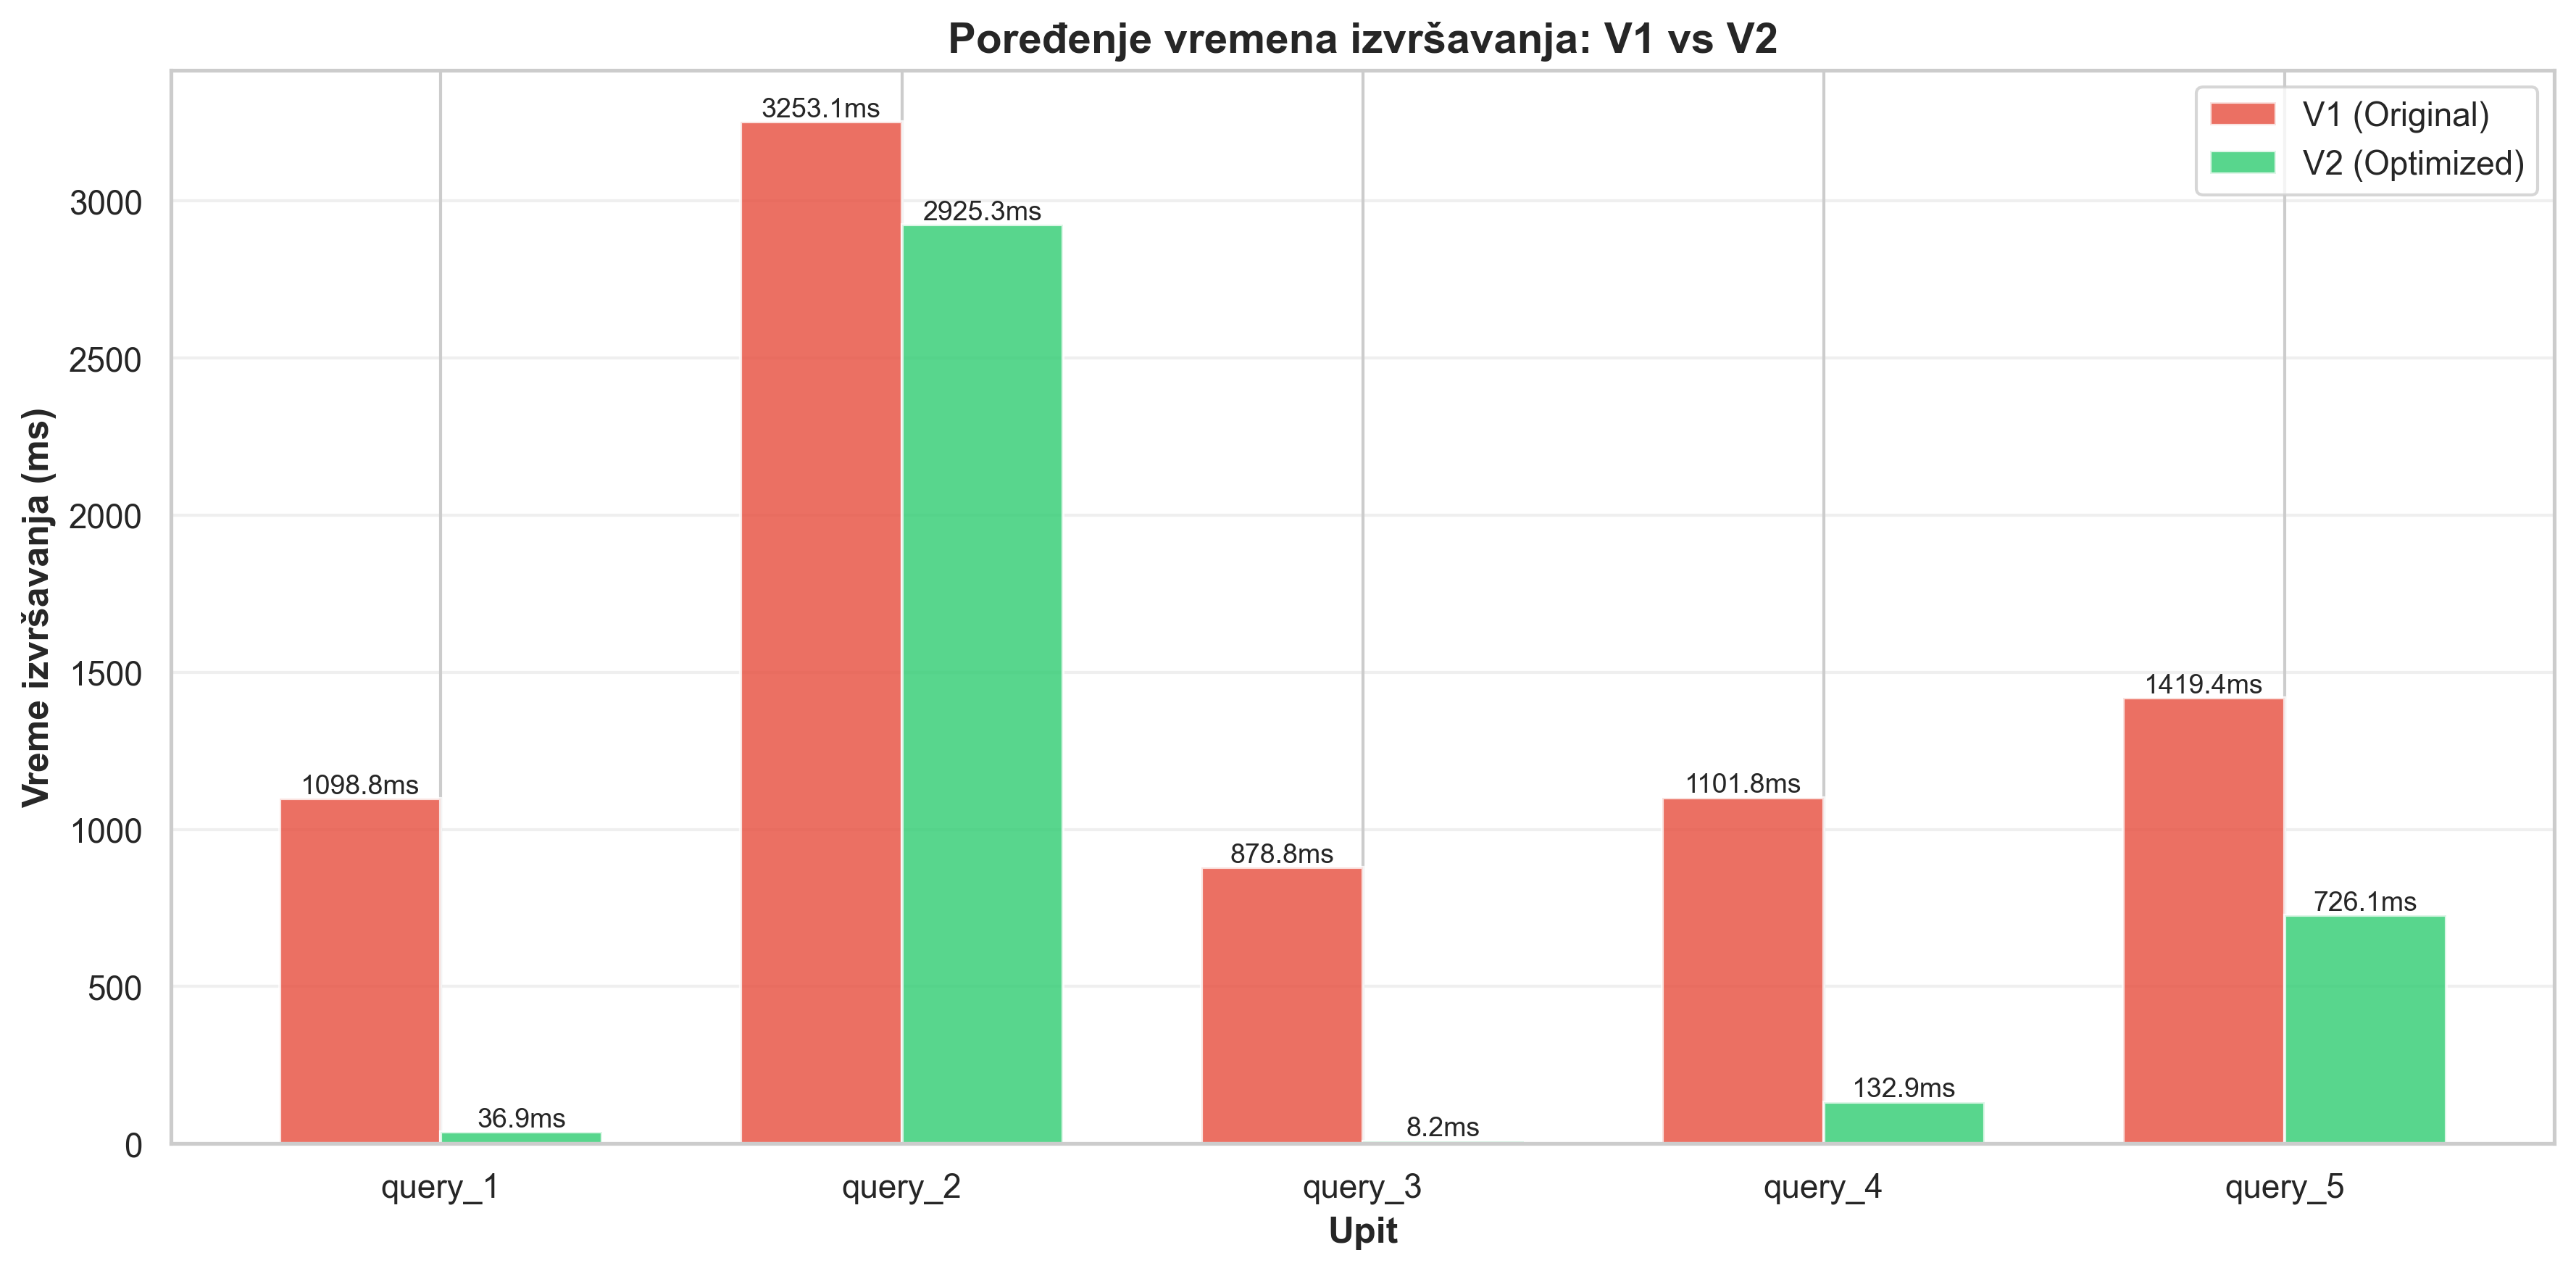 Poređenje vremena izvršavanja: V1 vs V2
V1 (Original)
V2 (Optimized)
Vreme izvršavanja (ms)
3000
2500
2000
1500
1000
500
0
1098.8ms
36.9ms
3253.1ms
2925.3ms
878.8ms
8.2ms
1101.8ms
132.9ms
1419.4ms
726.1ms
query_1
query_2
query_3
query_4
query_5
Upit